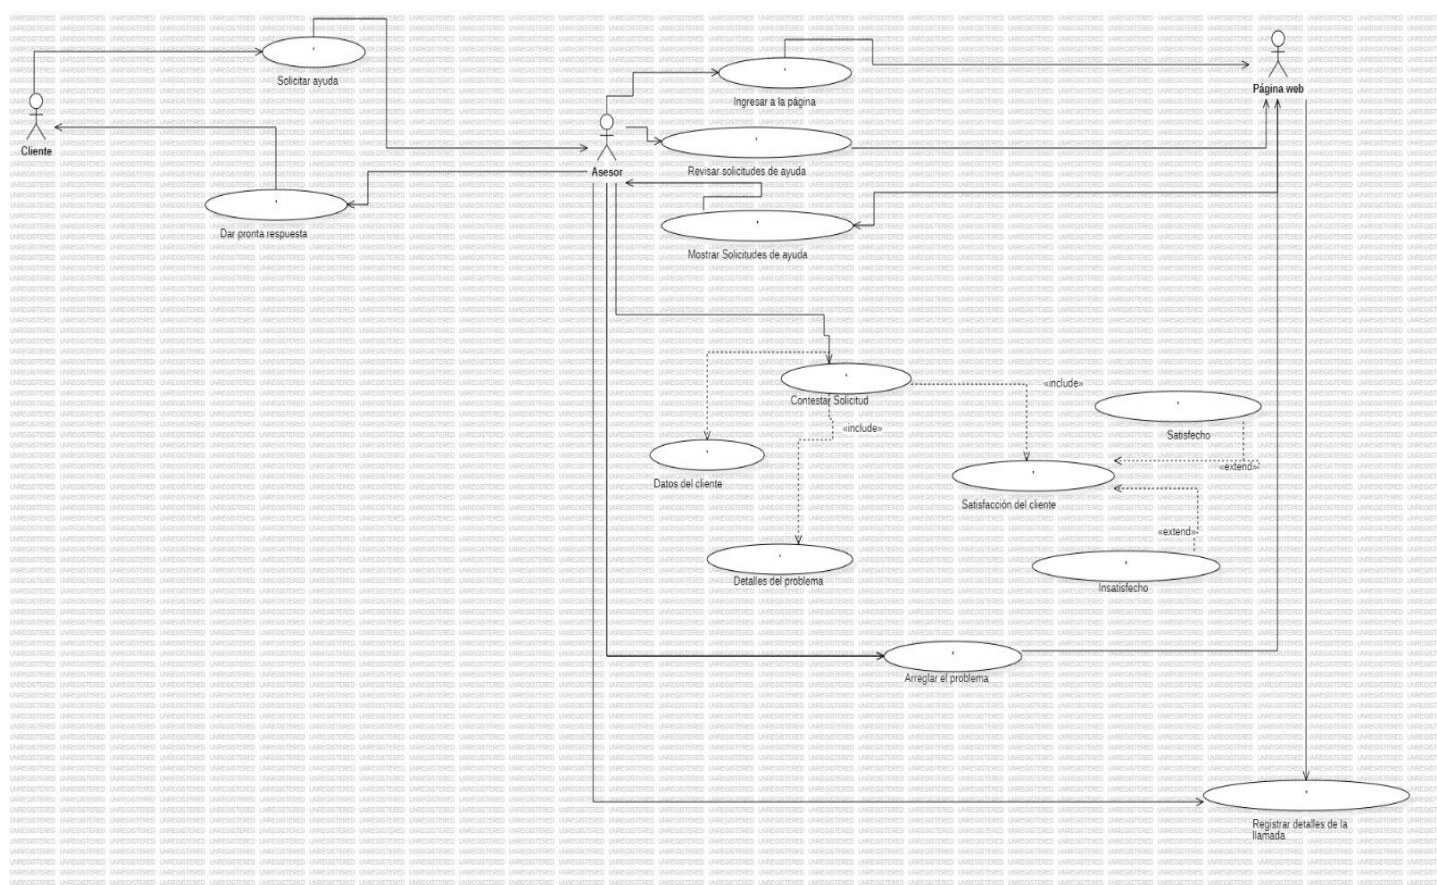 Solicitar ayuda
Cliente
Dar pronta respuesta
Asesor
Ingresar a la página
Revisar solicitudes de ayuda
Mostrar Solicitudes de ayuda
Página web
Contestar Solicitud
«include»
«include»
Datos del cliente
Detalles del problema
Satisfecho
«extend»
Satisfacción del cliente
«extend»
Insatisfecho
Arreglar el problema
Registrar detalles de la
llamada
UNREGISTERED